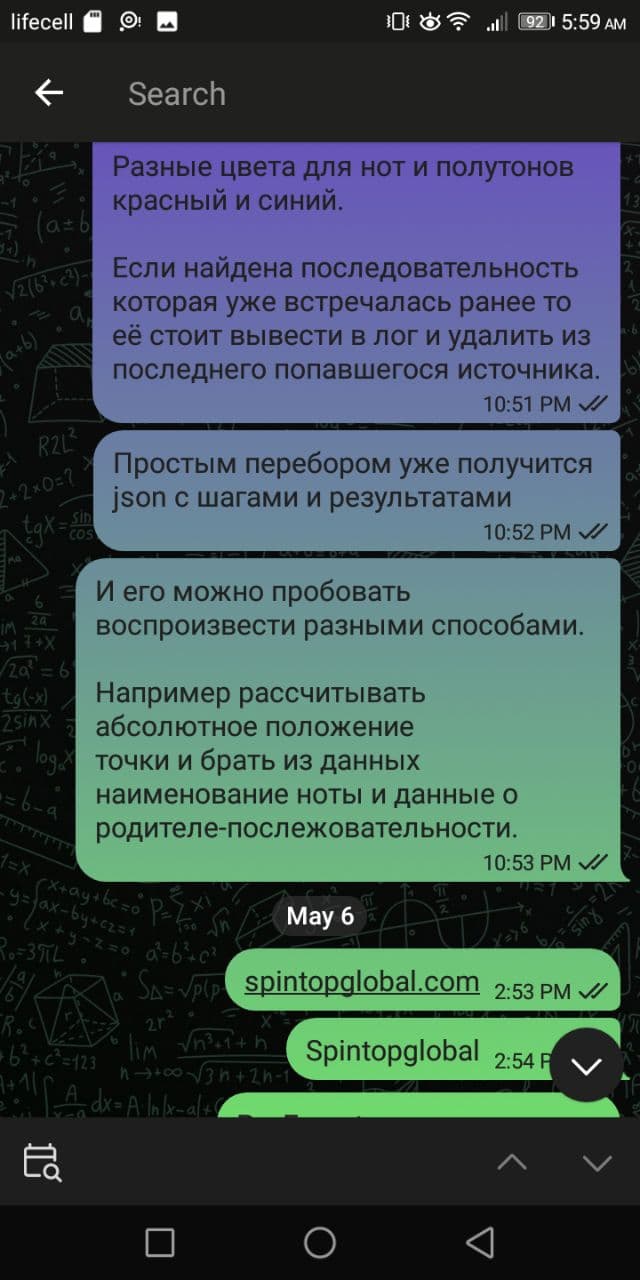 lifecell 92 5:59 AM
Search
Разные цвета для нот и полутонов
красный и синий.
Если найдена последовательность
которая уже встречалась ранее то
её стоит вывести в лог и удалить из
последнего попавшегося источника.
10:51 PM
Простым перебором уже получится
json с шагами и результатами
10:52 PM
И его можно пробовать
воспроизвести разными способами.
Например рассчитывать
абсолютное положение
точки и брать из данных
наименование ноты и данные о
родителе-послежовательности.
10:53 PM
May 6
spintopglobal.com 2:53 PM
Spintopglobal 2:54 P